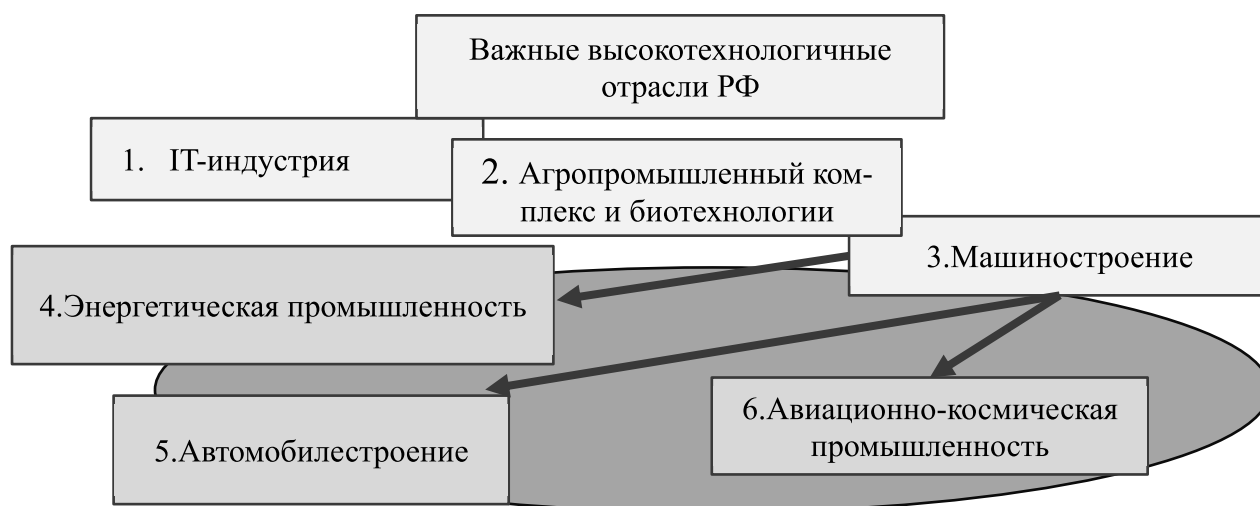 Важные высокотехнологичные
отрасли РФ
1. IT-индустрия
2. Агропромышленный ком-
плекс и биотехнологии
3.Машиностроение
4.Энергетическая промышленность
5.Автомобилестроение
6.Авиационно-космическая
промышленность